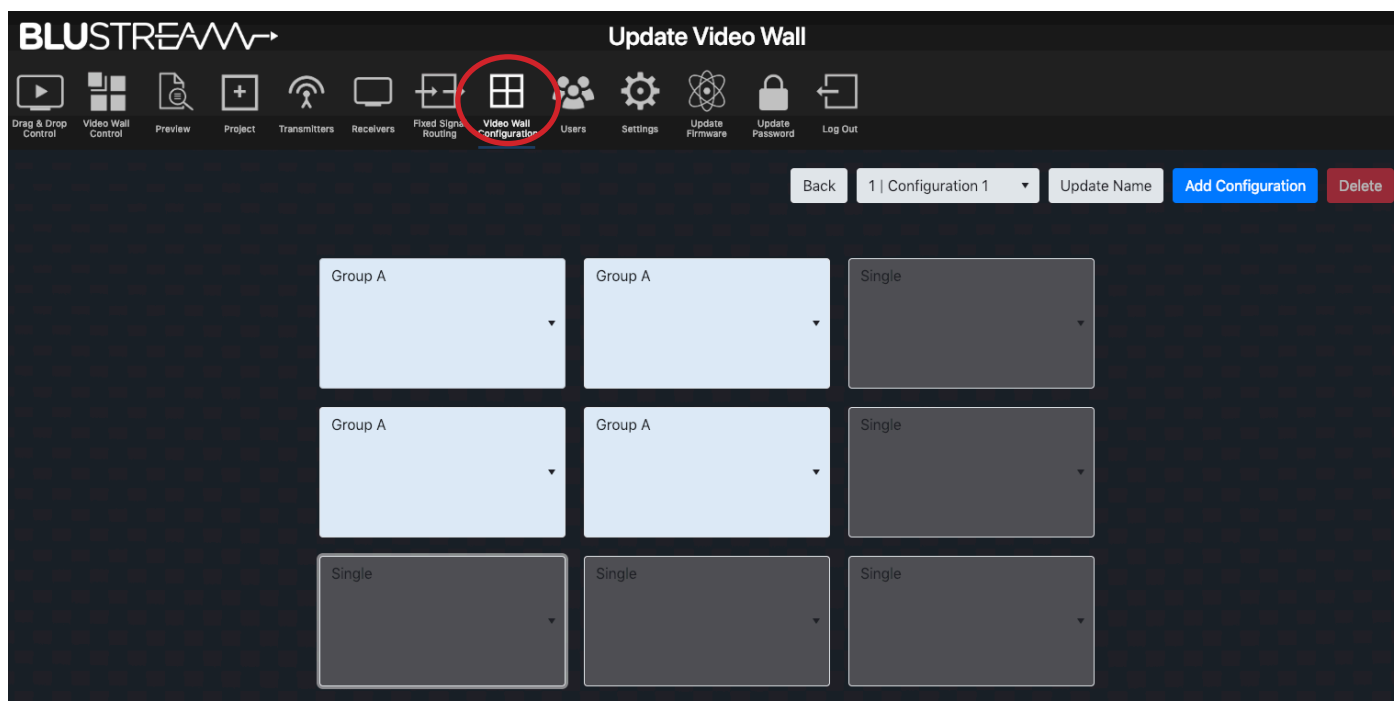 BLUSTREAM
Update Video Wall
Drag & Drop
Control
Video Wall
Control
Preview
Project
Transmitters
Receivers
Fixed Signa
Routing
Video Wall
Configuration
Users
Settings
Update
Firmware
Update
Password
Log Out
Back
1 | Configuration 1
Update Name
Add Configuration
Delete
Group A
Group A
Single
Group A
Group A
Single
Single
Single
Single